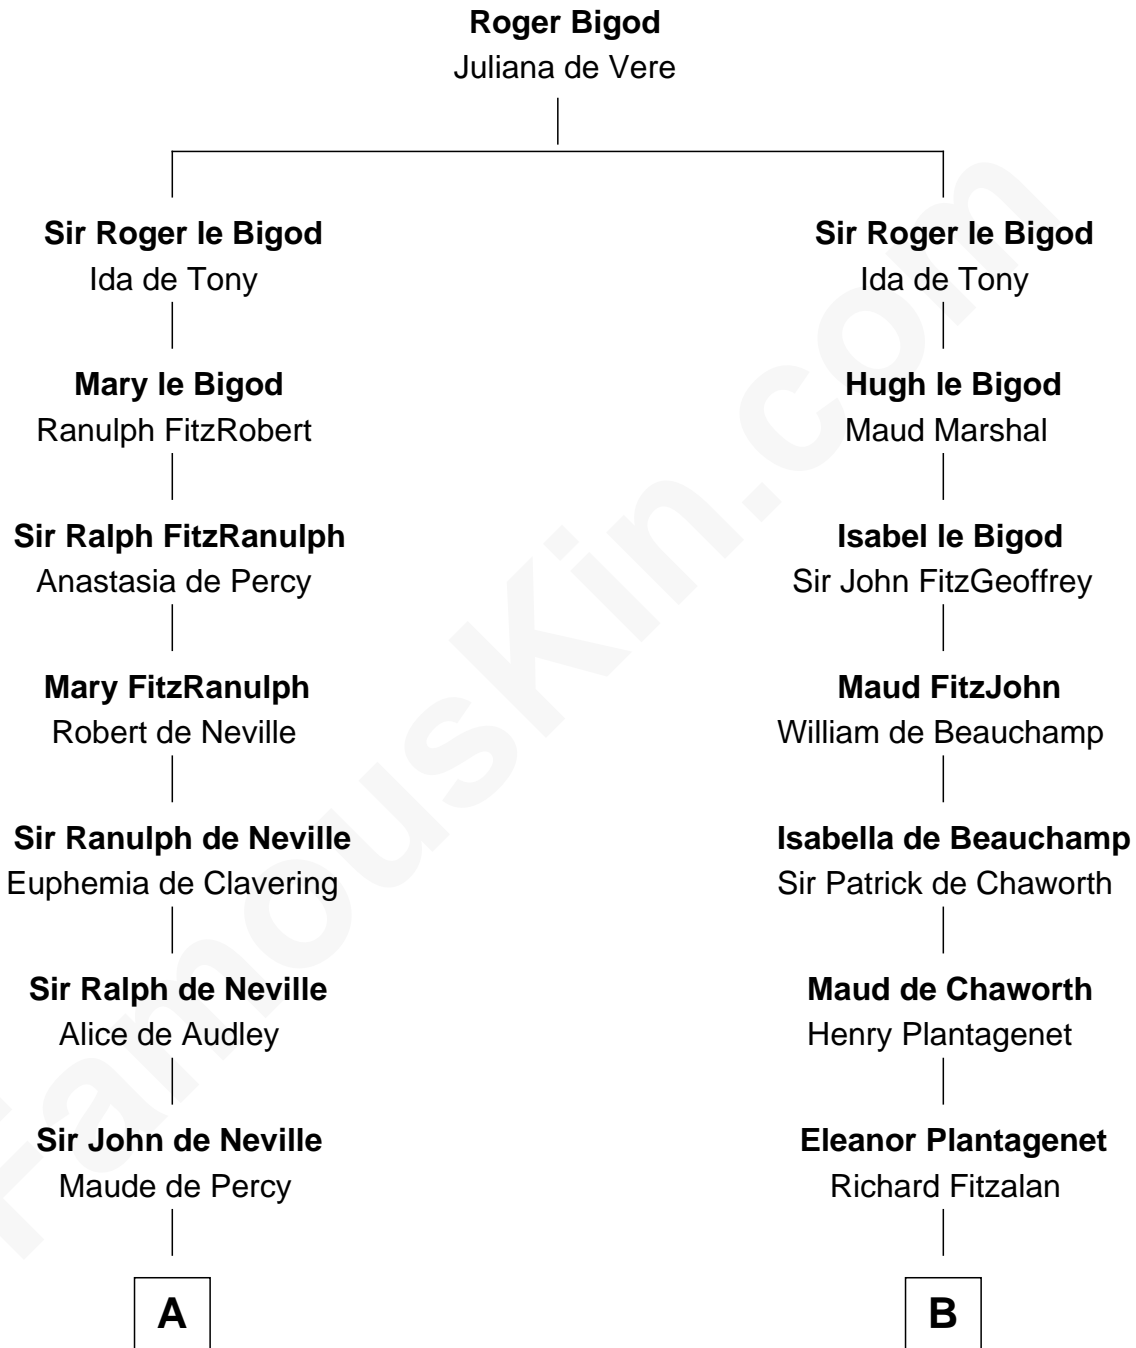 Roger Bigod
Juliana de Vere
Sir Roger le Bigod
Ida de Tony
Mary le Bigod
Ranulph FitzRobert
Sir Ralph FitzRanulph
Anastasia de Percy
Mary FitzRanulph
Robert de Neville
Sir Ranulph de Neville
Euphemia de Clavering
Sir Ralph de Neville
Alice de Audley
Sir John de Neville
Maude de Percy
A
Sir Roger le Bigod
Ida de Tony
Hugh le Bigod
Maud Marshal
Isabel le Bigod
Sir John FitzGeoffrey
Maud FitzJohn
William de Beauchamp
Isabella de Beauchamp
Sir Patrick de Chaworth
Maud de Chaworth
Henry Plantagenet
Eleanor Plantagenet
Richard Fitzalan
B
FamousKin.com